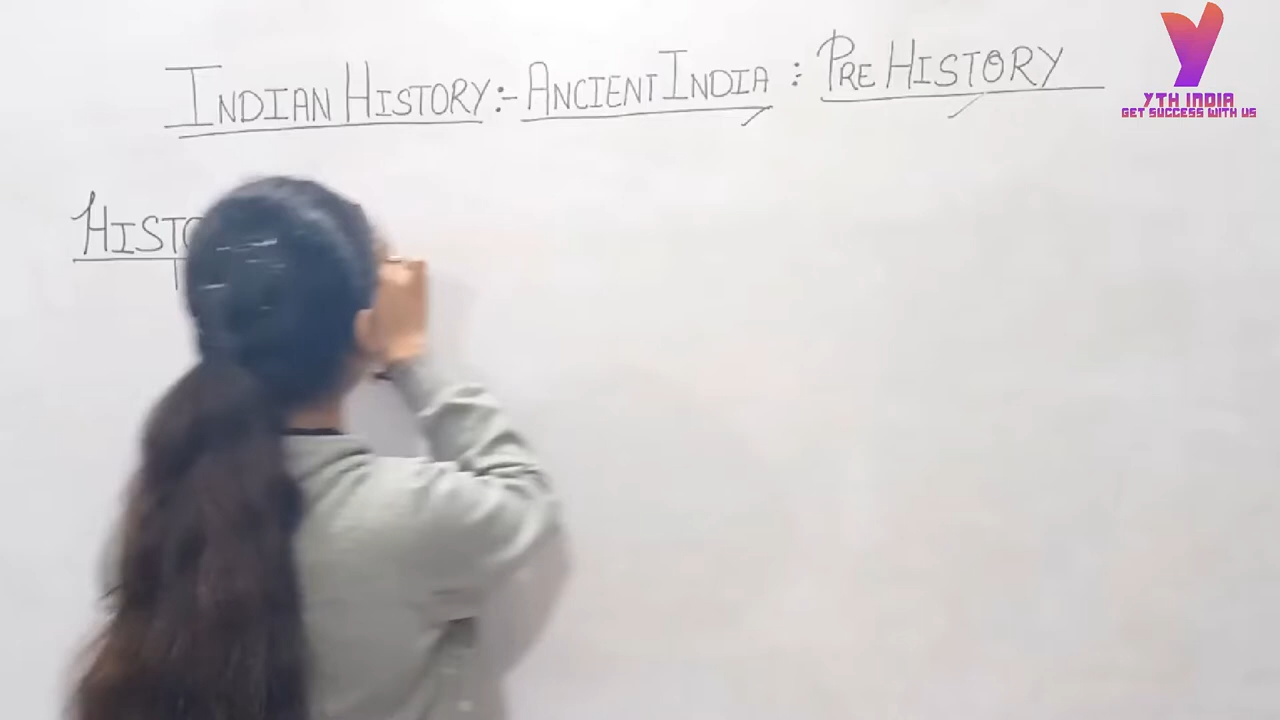 INDIAN HISTORY:- ANCIENT INDIA : PRE HISTORY
YTH INDIA
GET SUCCESS WITH US